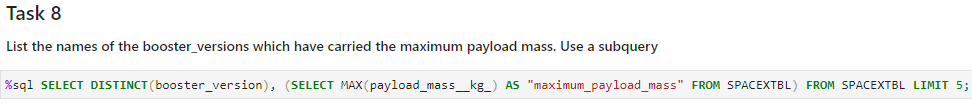 Task 8
List the names of the booster_versions which have carried the maximum payload mass. Use a subquery
%sql SELECT DISTINCT(booster_version), (SELECT MAX(payload_mass__kg_) AS "maximum_payload_mass" FROM SPACEXTBL) FROM SPACEXTBL LIMIT 5;